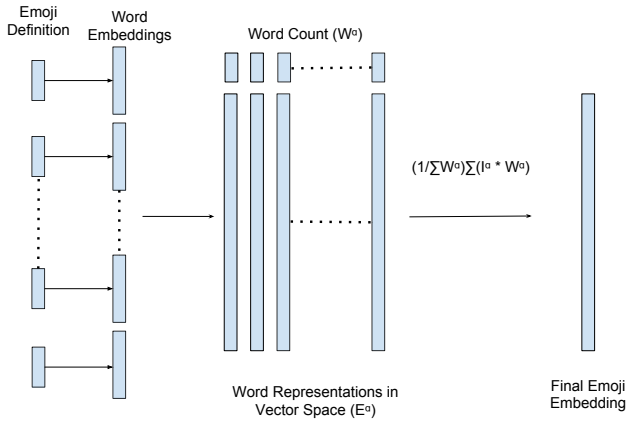 Emoji
Definition
Word
Embeddings
Word Count (Wᵅ)
(1/∑Wᵅ)∑(Iᵅ * Wᵅ)
Word Representations in
Vector Space (Eᵅ)
Final Emoji
Embedding